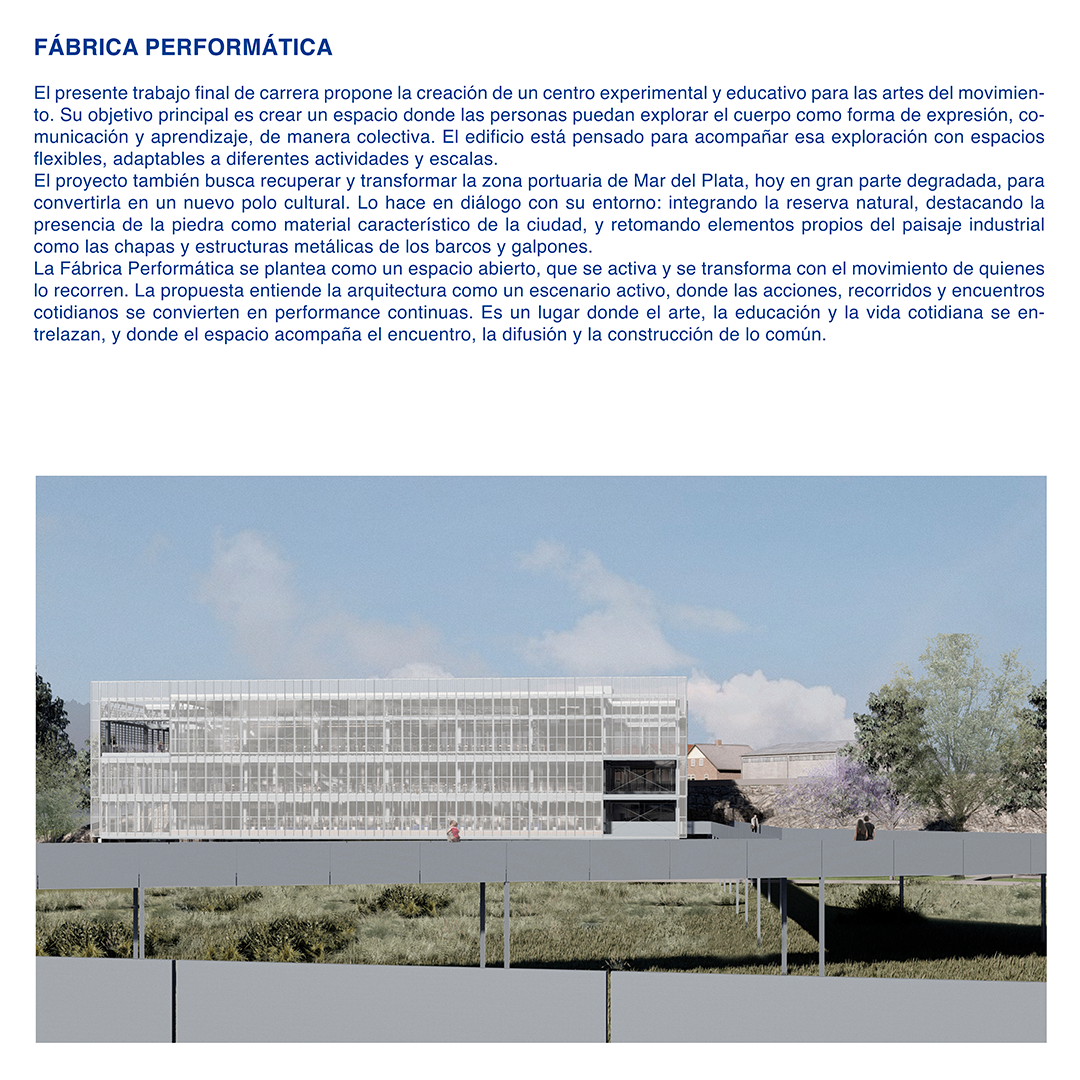 FÁBRICA PERFORMÁTICA
El presente trabajo final de carrera propone la creación de un centro experimental y educativo para las artes del movimien-
to. Su objetivo principal es crear un espacio donde las personas puedan explorar el cuerpo como forma de expresión, co-
municación y aprendizaje, de manera colectiva. El edificio está pensado para acompañar esa exploración con espacios
flexibles, adaptables a diferentes actividades y escalas.
El proyecto también busca recuperar y transformar la zona portuaria de Mar del Plata, hoy en gran parte degradada, para
convertirla en un nuevo polo cultural. Lo hace en diálogo con su entorno: integrando la reserva natural, destacando la
presencia de la piedra como material característico de la ciudad, y retomando elementos propios del paisaje industrial
como las chapas y estructuras metálicas de los barcos y galpones.
La Fábrica Performática se plantea como un espacio abierto, que se activa y se transforma con el movimiento de quienes
lo recorren. La propuesta entiende la arquitectura como un escenario activo, donde las acciones, recorridos y encuentros
cotidianos se convierten en performance continuas. Es un lugar donde el arte, la educación y la vida cotidiana se en-
trelazan, y donde el espacio acompaña el encuentro, la difusión y la construcción de lo común.